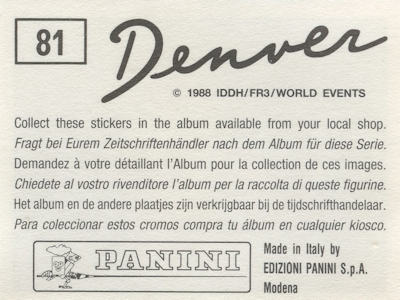 81
Denver
© 1988 IDDH/FR3/WORLD EVENTS
Collect these stickers in the album available from your local shop.
Fragt bei Eurem Zeitschriftenhändler nach dem Album für diese Serie.
Demandez à votre détaillant l'Album pour la collection de ces images.
Chiedete al vostro rivenditore l'album per la raccolta di queste figurine.
Het album en de andere plaatjes zijn verkrijgbaar bij de tijdschrifthandelaar.
Para coleccionar estos cromos compra tu álbum en cualquier kiosco.
PANINI
Made in Italy by
EDIZIONI PANINI S.p.A.
Modena